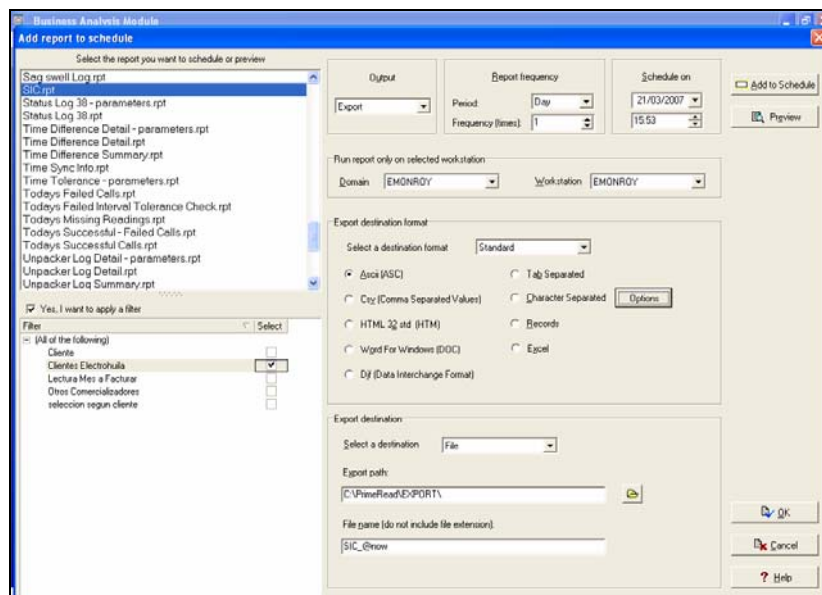 Business Analysis Module
Add report to schedule
Select the report you want to schedule or preview
Sag swell Log.rpt
SIC.rpt
Status Log 38 - parameters.rpt
Status Log 38.rpt
Time Difference Detail - parameters.rpt
Time Difference Detail.rpt
Time Difference Summary.rpt
Time Sync Info.rpt
Time Tolerance - parameters.rpt
Todays Failed Calls.rpt
Todays Failed Interval Tolerance Check.rpt
Todays Missing Readings.rpt
Todays Successful - Failed Calls.rpt
Todays Successful Calls.rpt
Unpacker Log Detail - parameters.rpt
Unpacker Log Detail.rpt
Unpacker Log Summary.rpt
Yes, I want to apply a filter
Filter Select
(All of the following)
Cliente
Clientes Electrohuila
Lectura Mes a Facturar
Otros Comercializadores
seleccion segun cliente
Output
Export
Report frequency
Period: Day
Frequency (times): 1
Schedule on
21/03/2007
15:53
Add to Schedule
Preview
Run report only on selected workstation
Domain EMONROY Workstation EMONROY
Export destination format
Select a destination format Standard
Ascii (ASC) Tab Separated
Csv (Comma Separated Values) Character Separated Options
HTML 32 std (HTM) Records
Word For Windows (DOC) Excel
Dif (Data Interchange Format)
Export destination
Select a destination File
Export path:
C:\PrimeRead\EXPORT\
File name (do not include file extension).
SIC_@now
OK
Cancel
? Help